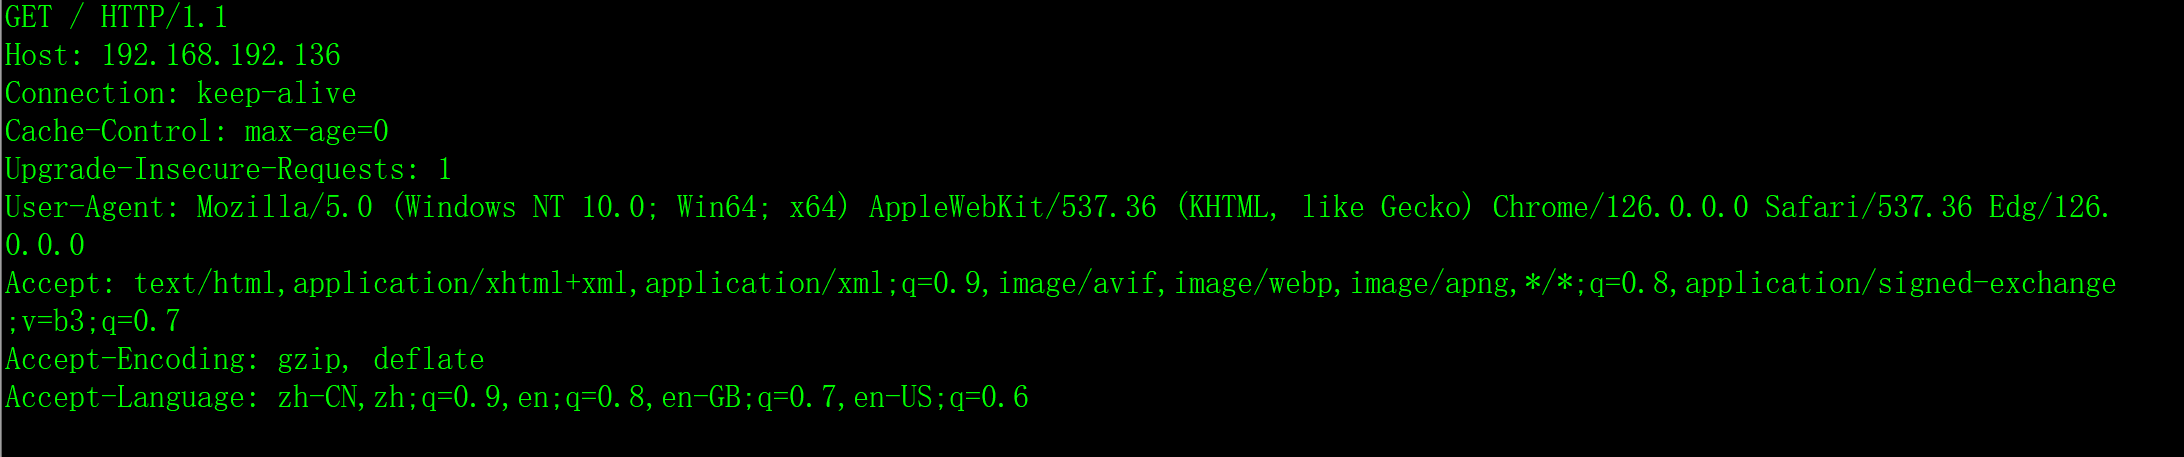 GET / HTTP/1.1
Host: 192.168.192.136
Connection: keep-alive
Cache-Control: max-age=0
Upgrade-Insecure-Requests: 1
User-Agent: Mozilla/5.0 (Windows NT 10.0; Win64; x64) AppleWebKit/537.36 (KHTML, like Gecko) Chrome/126.0.0.0 Safari/537.36 Edg/126.
0.0.0
Accept: text/html,application/xhtml+xml,application/xml;q=0.9,image/avif,image/webp,image/apng,*/*;q=0.8,application/signed-exchange
;v=b3;q=0.7
Accept-Encoding: gzip, deflate
Accept-Language: zh-CN,zh;q=0.9,en;q=0.8,en-GB;q=0.7,en-US;q=0.6